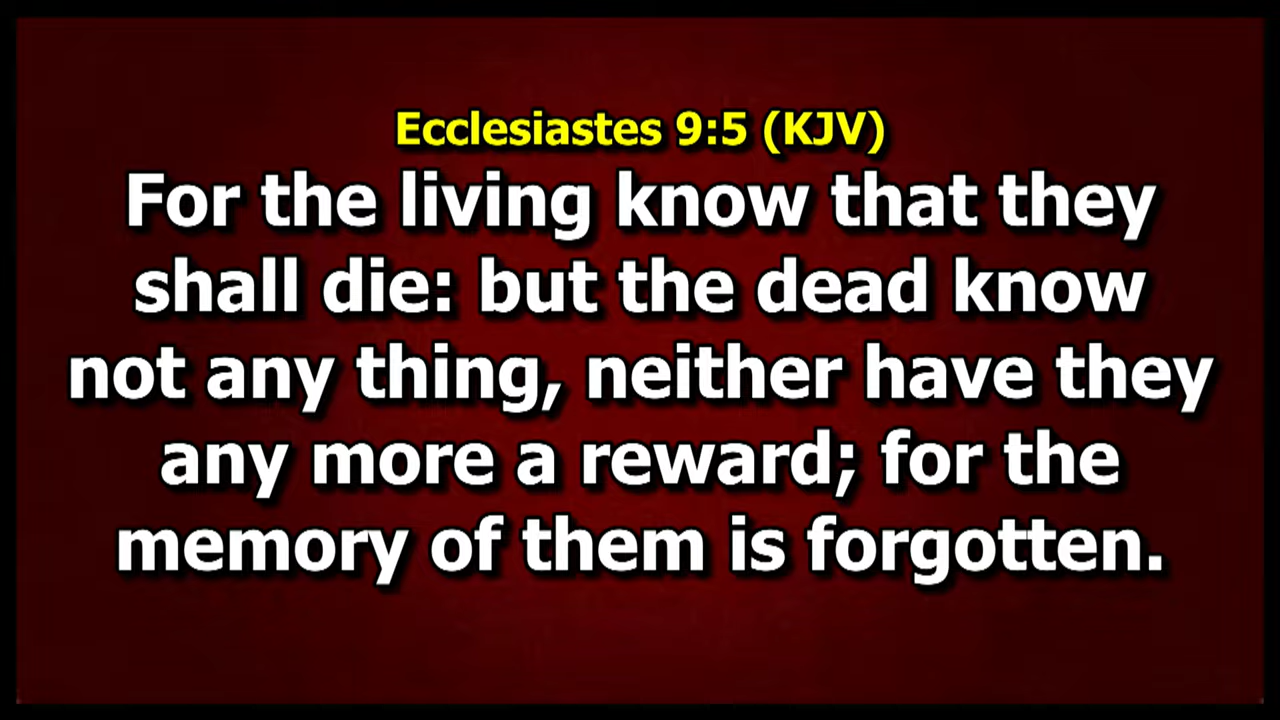 Ecclesiastes 9:5 (KJV)
For the living know that they
shall die: but the dead know
not any thing, neither have they
any more a reward; for the
memory of them is forgotten.